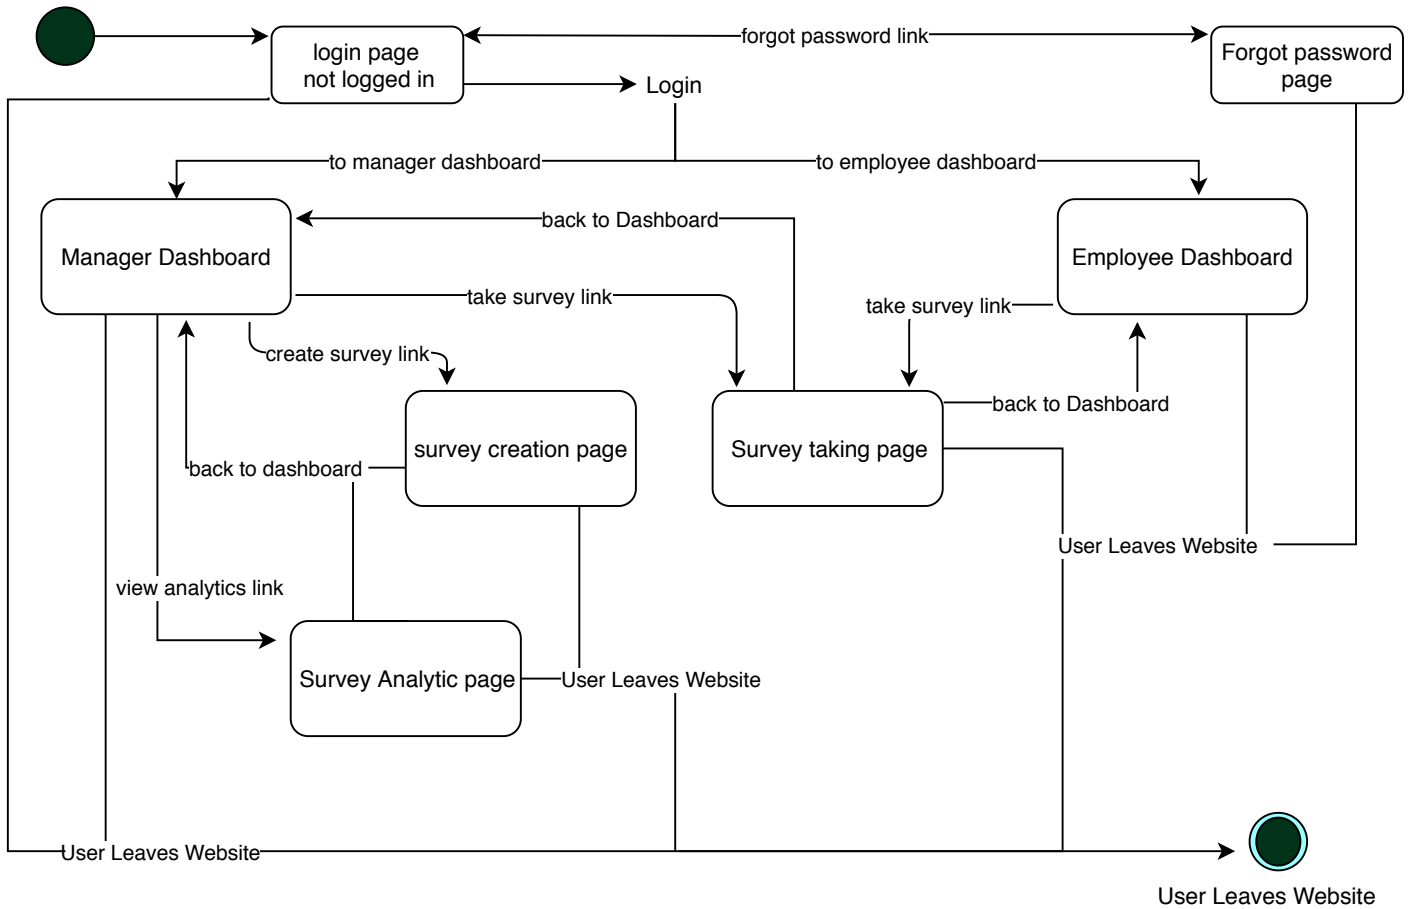 login page
not logged in
forgot password link
Forgot password
page
Login
to manager dashboard
to employee dashboard
back to Dashboard
Manager Dashboard
Employee Dashboard
take survey link
take survey link
create survey link
back to Dashboard
survey creation page
Survey taking page
back to dashboard
User Leaves Website
view analytics link
Survey Analytic page
User Leaves Website
User Leaves Website
User Leaves Website